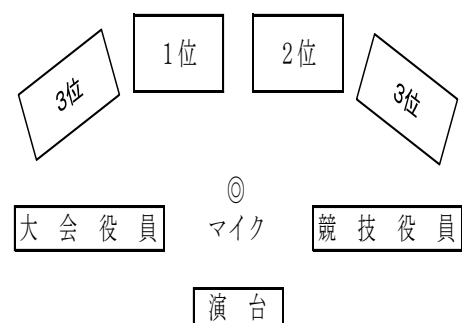 1位 2位
3位 3位
◎
大会役員 マイク 競技役員
演台